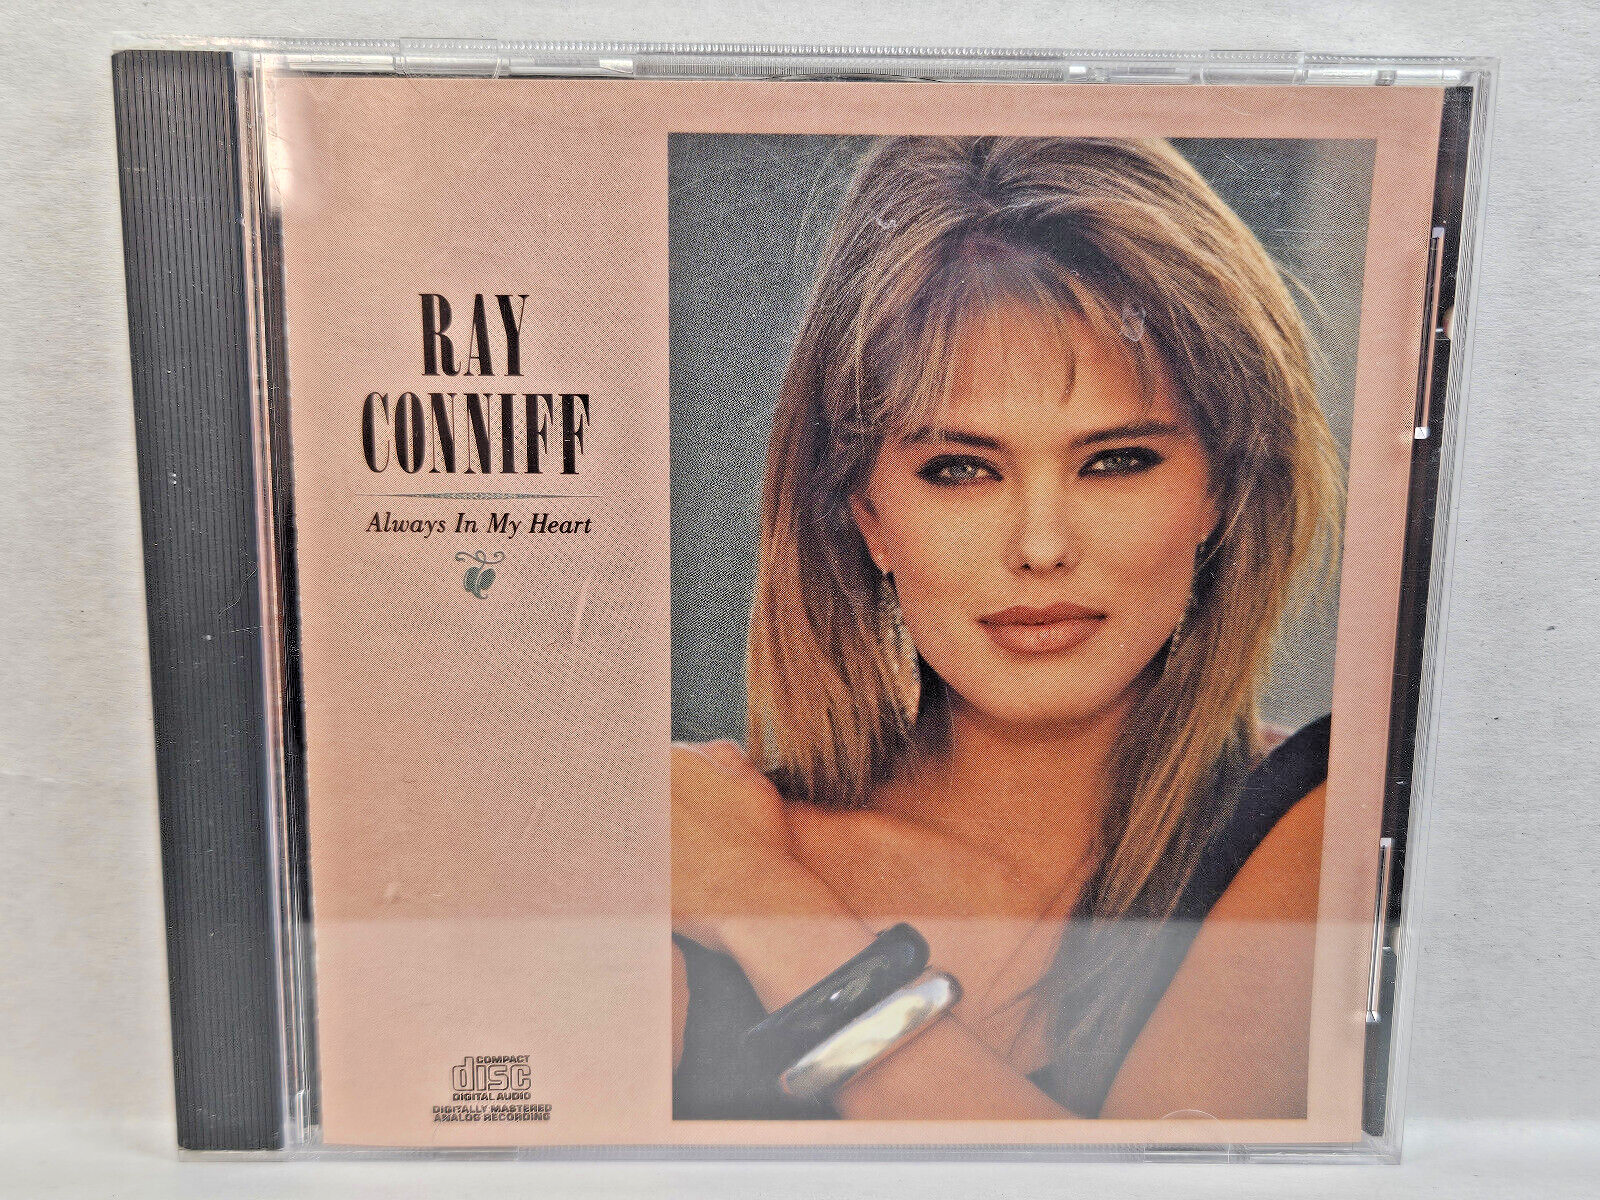 RAY
CONNIFF
Always In My Heart
COMPACT
disc
DIGITAL AUDIO
DIGITALLY MASTERED
ANALOG RECORDING